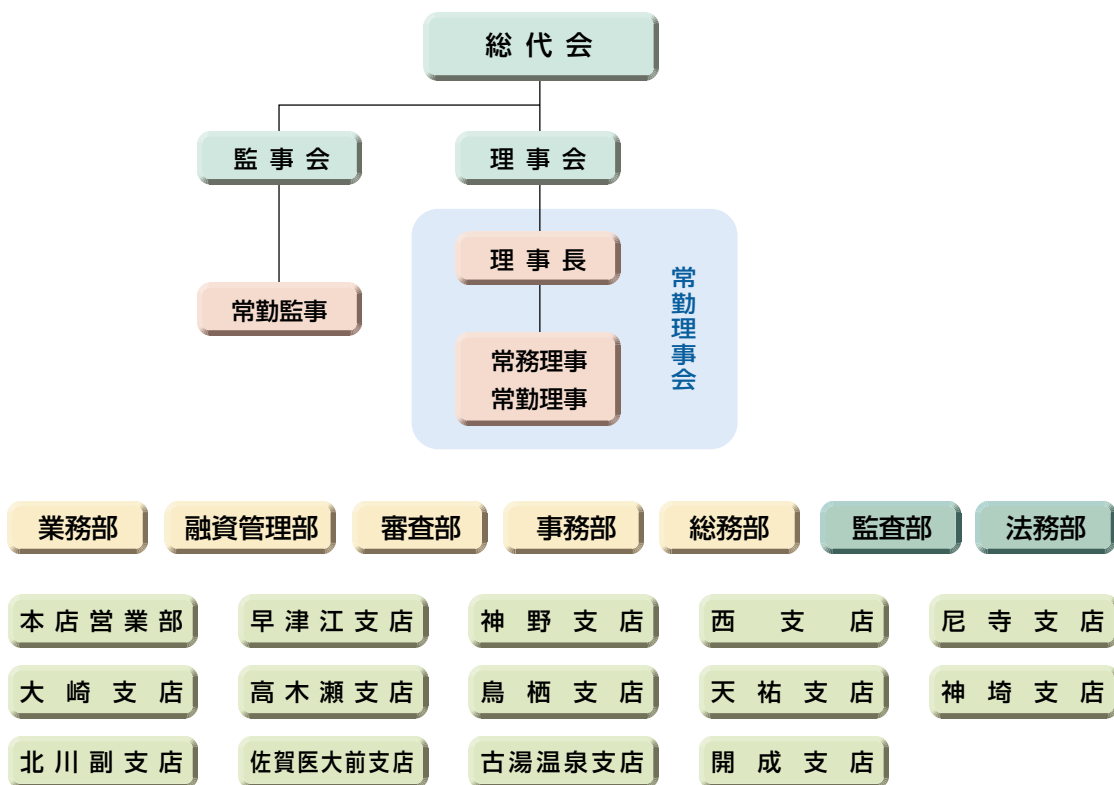 総代会
監事会
理事会
理事長
常勤理事会
常勤監事
常務理事
常勤理事
業務部
融資管理部
審査部
事務部
総務部
監査部
法務部
本店営業部
早津江支店
神野支店
西支店
尼寺支店
大崎支店
高木瀬支店
鳥栖支店
天祐支店
神埼支店
北川副支店
佐賀医大前支店
古湯温泉支店
開成支店